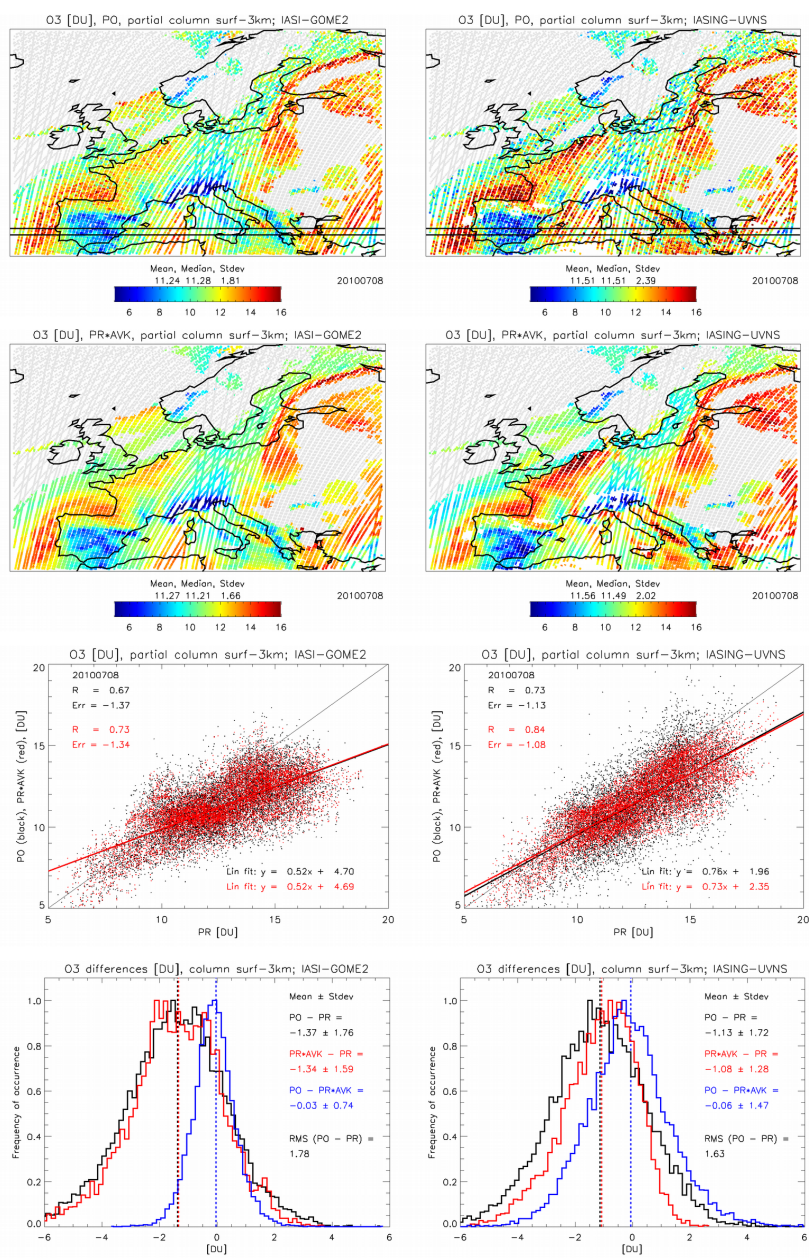 O3 [DU], PO, partial column surf-3km; IASI-GOME2
Mean, Median, Stdev
11.24 11.28 1.81
20100708
6 8 10 12 14 16
O3 [DU], PO, partial column surf-3km; IASING-UVNS
Mean, Median, Stdev
11.51 11.51 2.39
20100708
6 8 10 12 14 16
O3 [DU], PR*AVK, partial column surf-3km; IASI-GOME2
Mean, Median, Stdev
11.27 11.21 1.66
20100708
6 8 10 12 14 16
O3 [DU], PR*AVK, partial column surf-3km; IASING-UVNS
Mean, Median, Stdev
11.56 11.49 2.02
20100708
6 8 10 12 14 16
O3 [DU], partial column surf-3km; IASI-GOME2
20
15
10
5
PO (black), PR*AVK (red), [DU]
20100708
R = 0.67
Err = -1.37
R = 0.73
Err = -1.34
Lin fit: y = 0.52x + 4.70
Lin fit: y = 0.52x + 4.69
5 10 15 20
PR [DU]
O3 [DU], partial column surf-3km; IASING-UVNS
20
15
10
5
PO (black), PR*AVK (red), [DU]
20100708
R = 0.73
Err = -1.13
R = 0.84
Err = -1.08
Lin fit: y = 0.76x + 1.96
Lin fit: y = 0.73x + 2.35
5 10 15 20
PR [DU]
O3 differences [DU], column surf-3km; IASI-GOME2
1.0
0.8
0.6
0.4
0.2
0.0
Frequency of occurrence
Mean ± Stdev
PO - PR =
-1.37 ± 1.76
PR*AVK - PR =
-1.34 ± 1.59
PO - PR*AVK =
-0.03 ± 0.74
RMS (PO - PR) =
1.78
-6 -4 -2 0 2 4 6
[DU]
O3 differences [DU], column surf-3km; IASING-UVNS
1.0
0.8
0.6
0.4
0.2
0.0
Frequency of occurrence
Mean ± Stdev
PO - PR =
-1.13 ± 1.72
PR*AVK - PR =
-1.08 ± 1.28
PO - PR*AVK =
-0.06 ± 1.47
RMS (PO - PR) =
1.63
-6 -4 -2 0 2 4 6
[DU]